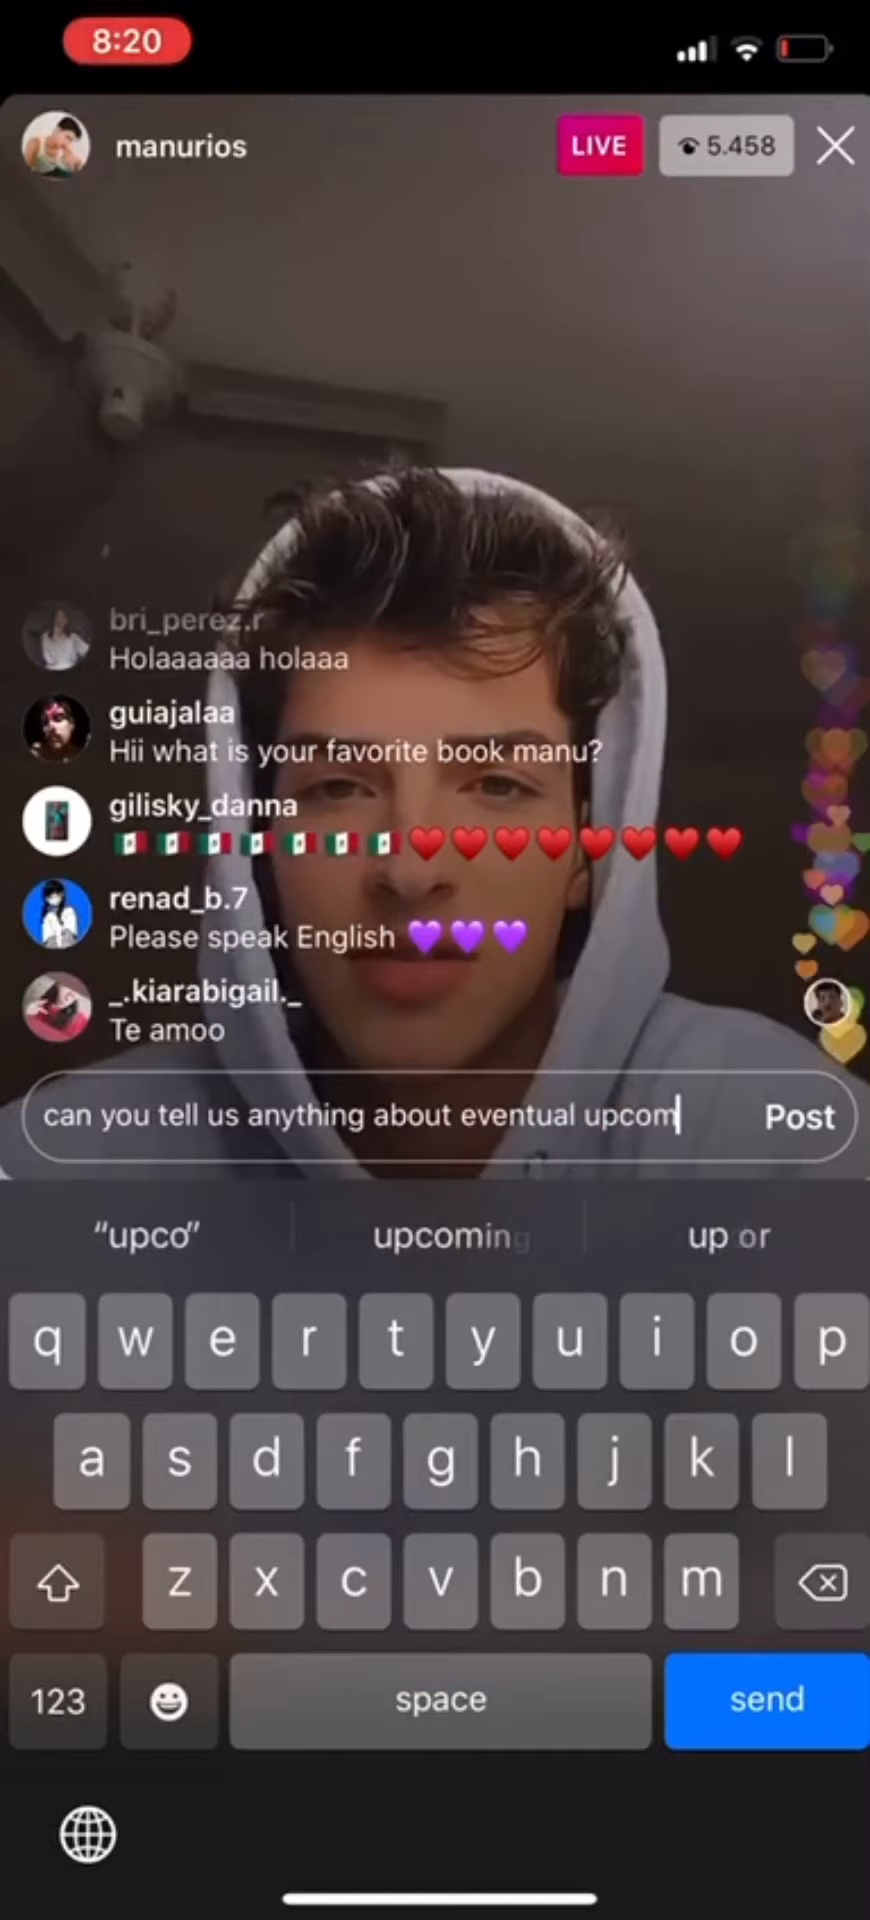 8:20
manurios
LIVE
5.458
bri_perez.r
Holaaaaaa holaaa
guiajalaa
Hii what is your favorite book manu?
gilisky_danna
🇲🇽🇲🇽🇲🇽🇲🇽🇲🇽🇲🇽🇲🇽❤️❤️❤️❤️❤️❤️❤️❤️
renad_b.7
Please speak English 💜💜💜
_.kiarabigail._
Te amoo
can you tell us anything about eventual upcom
Post
“upco” upcoming up or
q w e r t y u i o p
a s d f g h j k l
z x c v b n m
123 space send